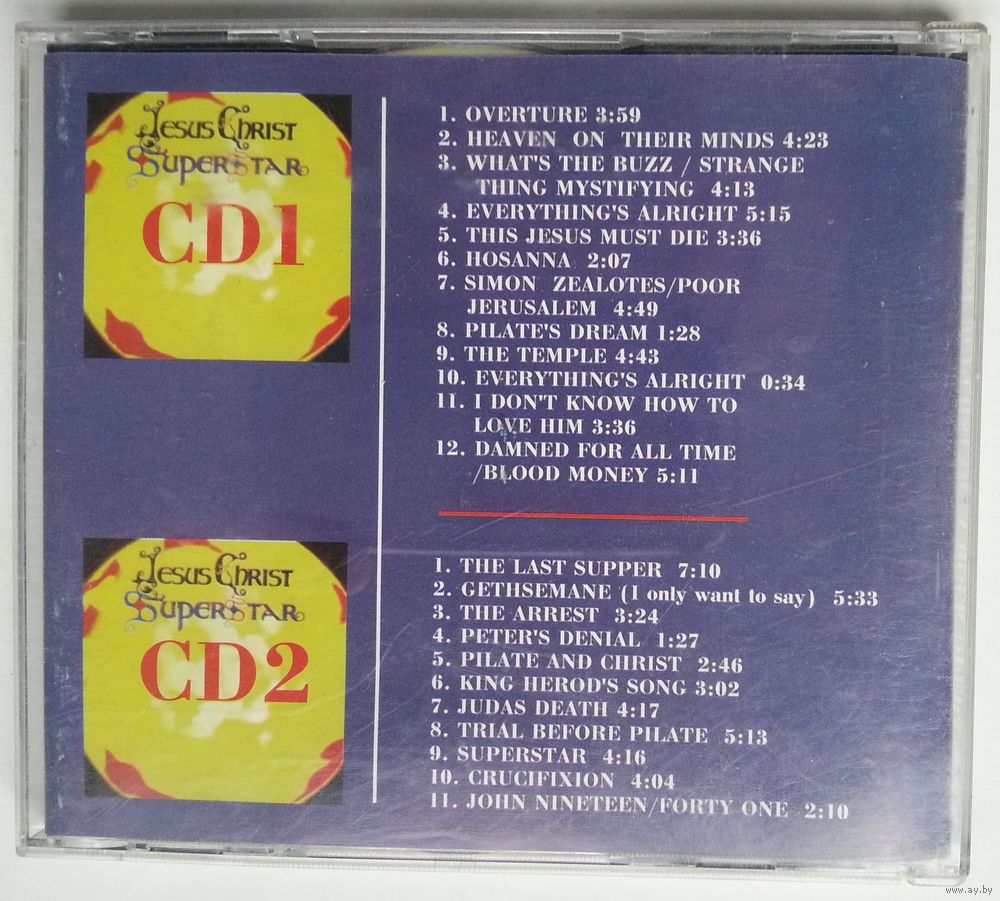 Jesus Christ
SuperStar
CD1
1. OVERTURE 3:59
2. HEAVEN ON THEIR MINDS 4:23
3. WHAT'S THE BUZZ / STRANGE
THING MYSTIFYING 4:13
4. EVERYTHING'S ALRIGHT 5:15
5. THIS JESUS MUST DIE 3:36
6. HOSANNA 2:07
7. SIMON ZEALOTES/POOR
JERUSALEM 4:49
8. PILATE'S DREAM 1:28
9. THE TEMPLE 4:43
10. EVERYTHING'S ALRIGHT 0:34
11. I DON'T KNOW HOW TO
LOVE HIM 3:36
12. DAMNED FOR ALL TIME
/BLOOD MONEY 5:11
Jesus Christ
SuperStar
CD2
1. THE LAST SUPPER 7:10
2. GETHSEMANE (I only want to say) 5:33
3. THE ARREST 3:24
4. PETER'S DENIAL 1:27
5. PILATE AND CHRIST 2:46
6. KING HEROD'S SONG 3:02
7. JUDAS DEATH 4:17
8. TRIAL BEFORE PILATE 5:13
9. SUPERSTAR 4:16
10. CRUCIFIXION 4:04
11. JOHN NINETEEN/FORTY ONE 2:10
www.ay.by